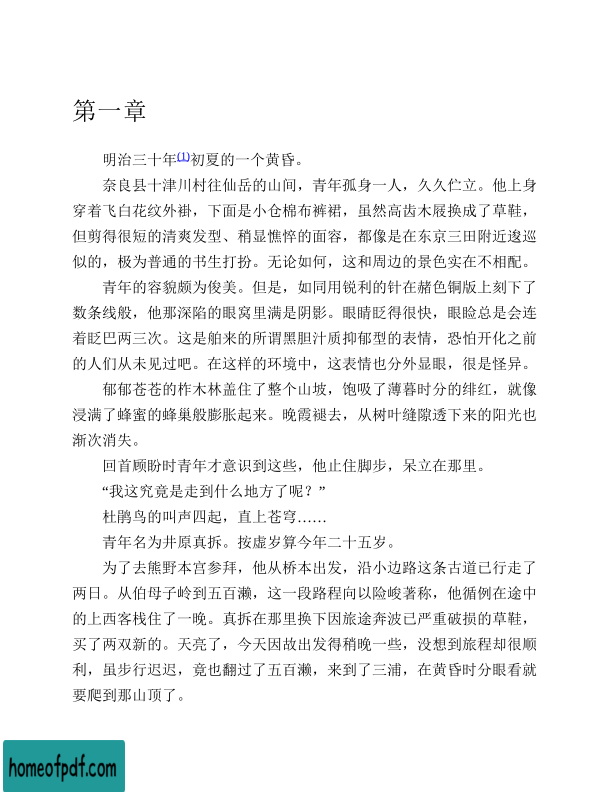 第一章
明治三十年(1)初夏的一个黄昏。
奈良县十津川村往仙岳的山间，青年孤身一人，久久伫立。他上身
穿着飞白花纹外褂，下面是小仓棉布裤裙，虽然高齿木屐换成了草鞋，
但剪得很短的清爽发型、稍显憔悴的面容，都像是在东京三田附近逡巡
似的，极为普通的书生打扮。无论如何，这和周边的景色实在不相配。
青年的容貌颇为俊美。但是，如同用锐利的针在赭色铜版上刻下了
数条线般，他那深陷的眼窝里满是阴影。眼睛眨得很快，眼睑总是会连
着眨巴两三次。这是舶来的所谓黑胆汁质抑郁型的表情，恐怕开化之前
的人们从未见过吧。在这样的环境中，这表情也分外显眼，很是怪异。
郁郁苍苍的柞木林盖住了整个山坡，饱吸了薄暮时分的绯红，就像
浸满了蜂蜜的蜂巢般膨胀起来。晚霞褪去，从树叶缝隙透下来的阳光也
渐次消失。
回首顾盼时青年才意识到这些，他止住脚步，呆立在那里。
“我这究竟是走到什么地方了呢？”
杜鹃鸟的叫声四起，直上苍穹……
青年名为井原真拆。按虚岁算今年二十五岁。
为了去熊野本宫参拜，他从桥本出发，沿小边路这条古道已行走了
两日。从伯母子岭到五百濑，这一段路程向以险峻著称，他循例在途中
的上西客栈住了一晚。真拆在那里换下因旅途奔波已严重破损的草鞋，
买了两双新的。天亮了，今天因故出发得稍晚一些，没想到旅程却很顺
利，虽步行迟迟，竟也翻过了五百濑，来到了三浦，在黄昏时分眼看就
要爬到那山顶了。
homeofpdf.com